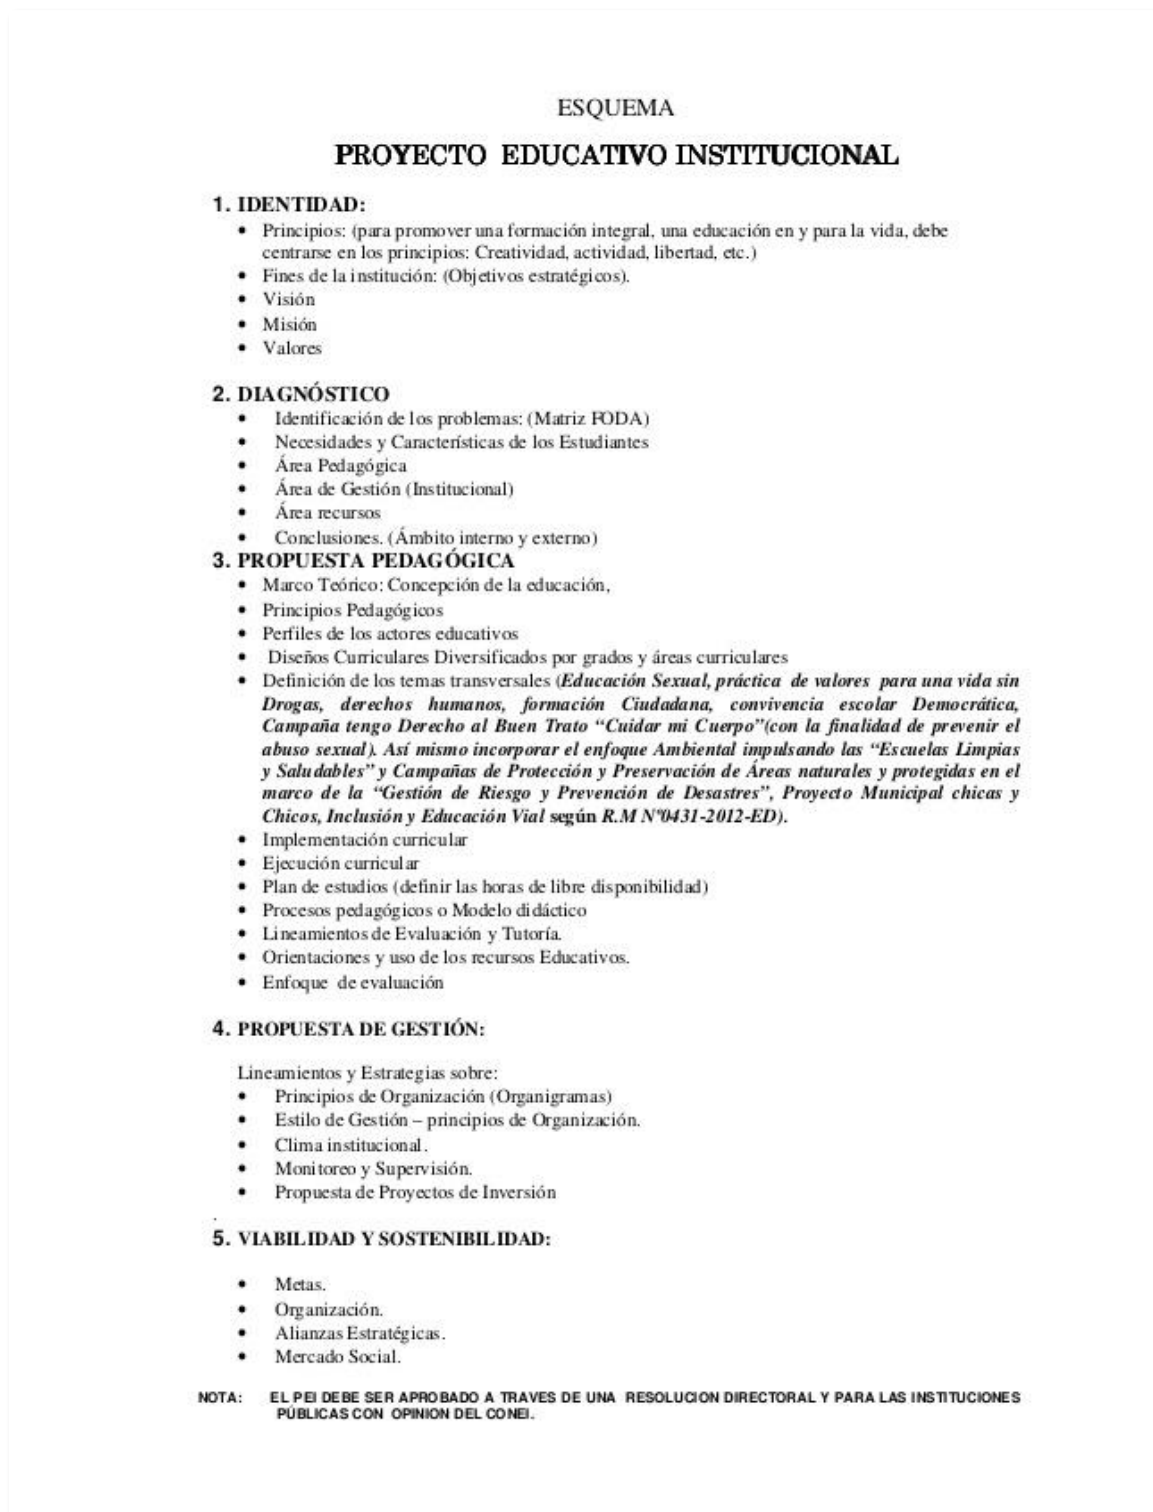 ESQUEMA
PROYECTO EDUCATIVO INSTITUCIONAL
1. IDENTIDAD:
• Principios: (para promover una formación integral, una educación en y para la vida, debe
centrarse en los principios: Creatividad, actividad, libertad, etc.)
• Fines de la institución: (Objetivos estratégicos).
• Visión
• Misión
• Valores
2. DIAGNÓSTICO
• Identificación de los problemas: (Matriz FODA)
• Necesidades y Características de los Estudiantes
• Área Pedagógica
• Área de Gestión (Institucional)
• Área recursos
• Conclusiones. (Ámbito interno y externo)
3. PROPUESTA PEDAGÓGICA
• Marco Teórico: Concepción de la educación,
• Principios Pedagógicos
• Perfiles de los actores educativos
• Diseños Curriculares Diversificados por grados y áreas curriculares
• Definición de los temas transversales (Educación Sexual, práctica de valores para una vida sin
Drogas, derechos humanos, formación Ciudadana, convivencia escolar Democrática,
Campaña tengo Derecho al Buen Trato “Cuidar mi Cuerpo”(con la finalidad de prevenir el
abuso sexual). Así mismo incorporar el enfoque Ambiental impulsando las “Escuelas Limpias
y Saludables” y Campañas de Protección y Preservación de Áreas naturales y protegidas en el
marco de la “Gestión de Riesgo y Prevención de Desastres”, Proyecto Municipal chicas y
Chicos, Inclusión y Educación Vial según R.M Nº0431-2012-ED).
• Implementación curricular
• Ejecución curricular
• Plan de estudios (definir las horas de libre disponibilidad)
• Procesos pedagógicos o Modelo didáctico
• Lineamientos de Evaluación y Tutoría.
• Orientaciones y uso de los recursos Educativos.
• Enfoque de evaluación
4. PROPUESTA DE GESTIÓN:
Lineamientos y Estrategias sobre:
• Principios de Organización (Organigramas)
• Estilo de Gestión – principios de Organización.
• Clima institucional.
• Monitoreo y Supervisión.
• Propuesta de Proyectos de Inversión
.
5. VIABILIDAD Y SOSTENIBILIDAD:
• Metas.
• Organización.
• Alianzas Estratégicas.
• Mercado Social.
NOTA: EL PEI DEBE SER APROBADO A TRAVES DE UNA RESOLUCION DIRECTORAL Y PARA LAS INSTITUCIONES
PÚBLICAS CON OPINION DEL CONEI.